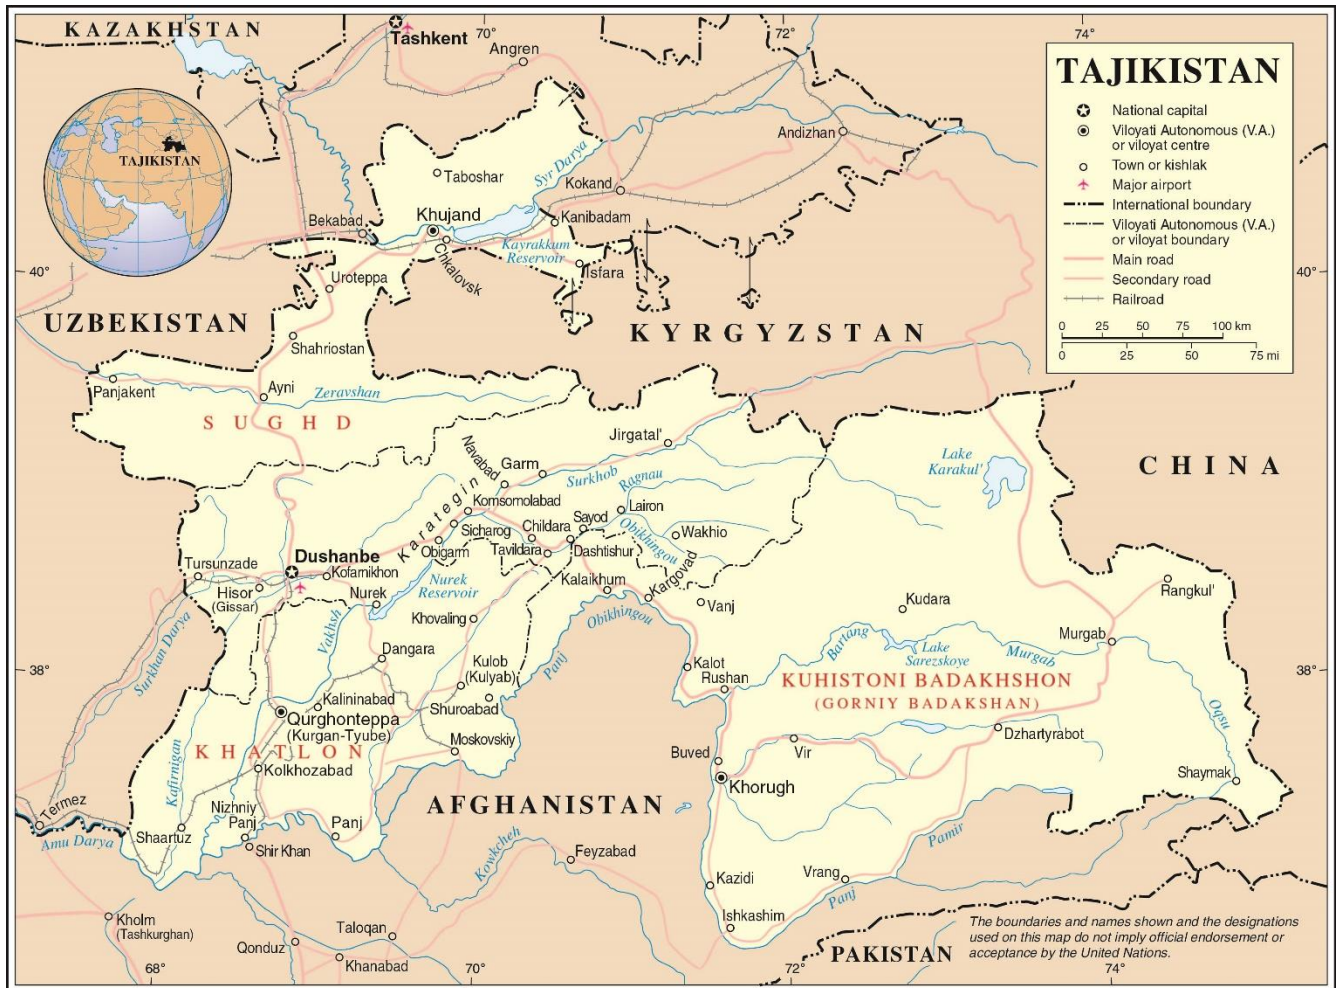 KAZAKHSTAN
Tashkent
70°
72°
74°
Angren
TAJIKISTAN
National capital
Viloyati Autonomous (V.A.)
or viloyat centre
Town or kishlak
Major airport
International boundary
Viloyati Autonomous (V.A.)
or viloyat boundary
Main road
Secondary road
Railroad
0 25 50 75 100 km
0 25 50 75 mi
TAJIKISTAN
Andizhan
Taboshar
Syr Darya
Kokand
Bekabad
Khujand
Kanibadam
Chkalovsk
Kayrakkum
Reservoir
Isfara
40°
40°
Uroteppa
UZBEKISTAN
KYRGYZSTAN
Shahriostan
Panjakent
Ayni
Zeravshan
SUGHD
Jirgatal'
Navabad
Garm
Surkhob
Ragnau
Lake
Karakul'
CHINA
Karategin
Komsomolabad
Lairon
Sicharog
Childara
Sayod
Obikhingou
Wakhio
Obigarm
Tavildara
Dashtishur
Tursunzade
Dushanbe
Kofarnikhon
Hisor
(Gissar)
Nurek
Nurek
Reservoir
Kalaikhum
Kargovad
Vanj
Rangkul'
Khovaling
Obikhingou
Kudara
Surkhan Darya
Vakhsh
Dangara
Panj
Bartang
Lake
Sarezskoye
Murgab
Murgab
38°
38°
Kulob
(Kulyab)
Kalot
Rushan
KUHISTONI BADAKHSHON
(GORNIY BADAKSHAN)
Oqsu
Kalininabad
Qurghonteppa
(Kurgan-Tyube)
Shuroabad
KHATLON
Moskovskiy
Dzhartyrabot
Vir
Buved
Kafirnigan
Kolkhozabad
Khorugh
Shaymak
Termez
Nizhniy
Panj
AFGHANISTAN
Amu Darya
Shaartuz
Panj
Shir Khan
Kowkcheh
Feyzabad
Pamir
Kazidi
Vrang
Panj
Kholm
(Tashkurghan)
Taloqan
Ishkashim
Qonduz
Khanabad
PAKISTAN
The boundaries and names shown and the designations
used on this map do not imply official endorsement or
acceptance by the United Nations.
68°
70°
72°
74°